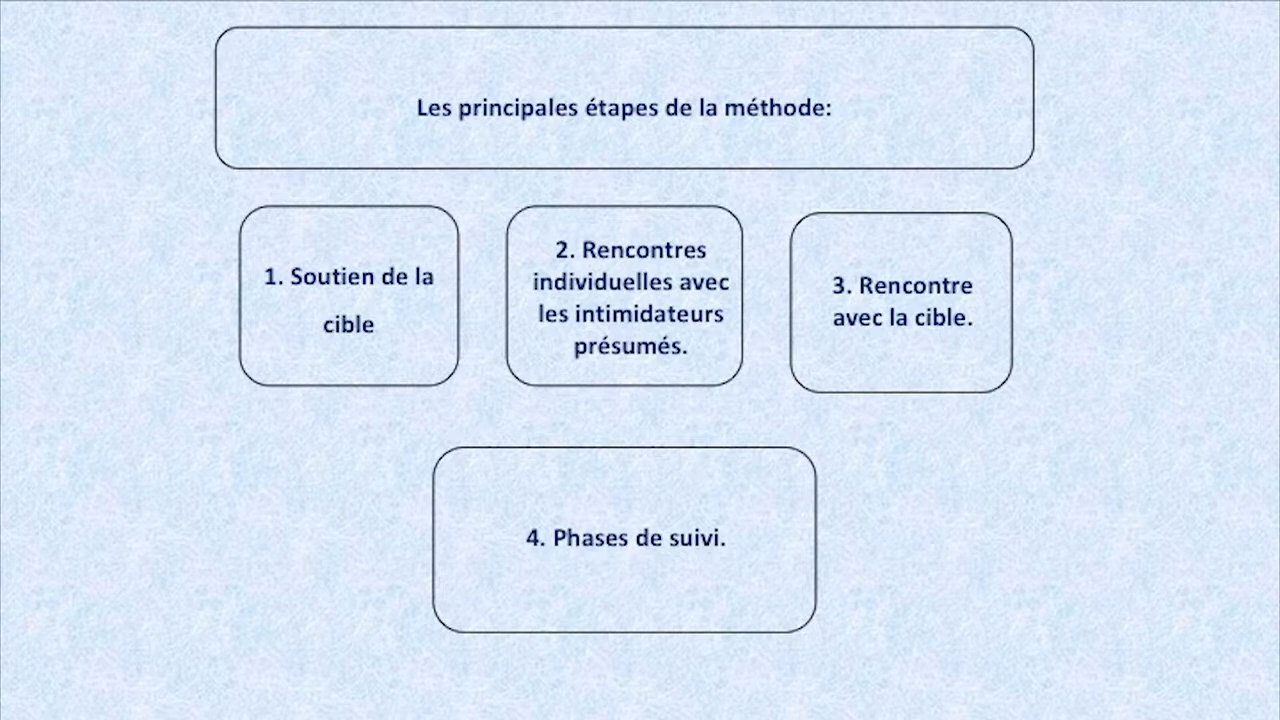 Les principales étapes de la méthode:
1. Soutien de la
cible
2. Rencontres
individuelles avec
les intimidateurs
présumés.
3. Rencontre
avec la cible.
4. Phases de suivi.